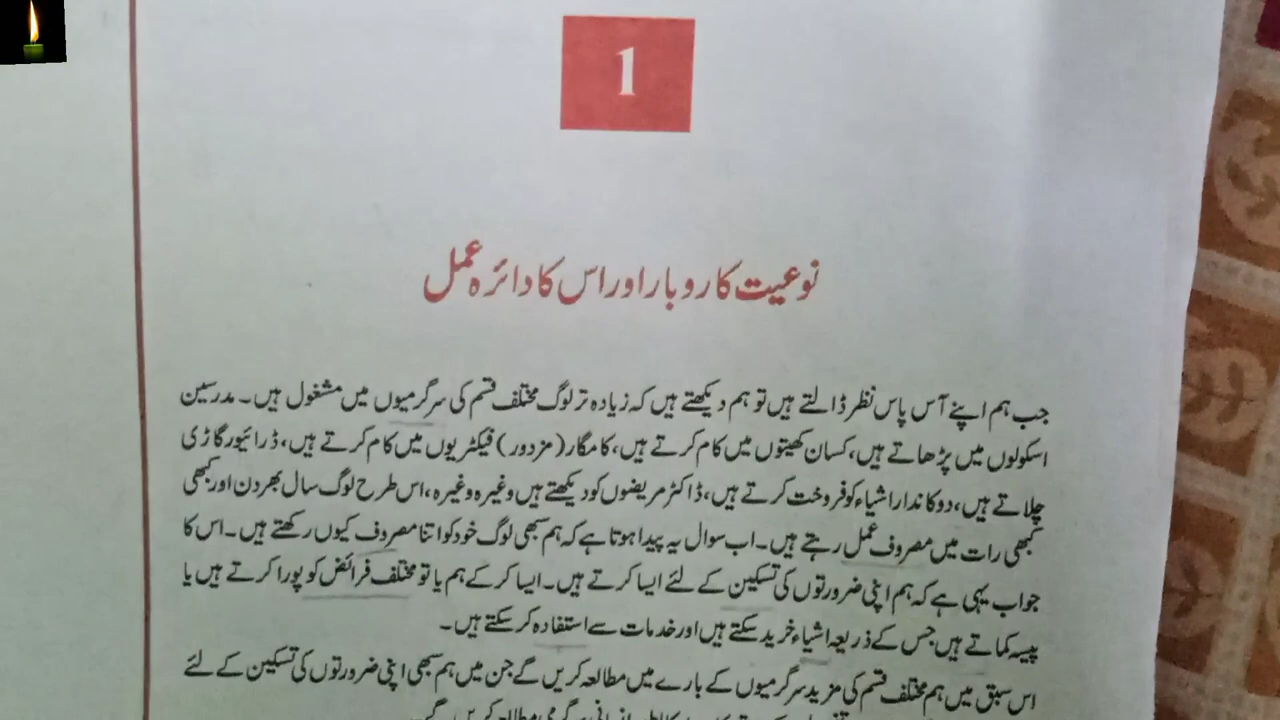 1
نوعیت کاروبار اور اس کا دائرہ عمل
جب ہم اپنے آس پاس نظر ڈالتے ہیں تو ہم دیکھتے ہیں کہ زیادہ تر لوگ مختلف قسم کی سرگرمیوں میں مشغول ہیں۔ مدرسین
اسکولوں میں پڑھاتے ہیں، کسان کھیتوں میں کام کرتے ہیں، کامگار (مزدور) فیکٹریوں میں کام کرتے ہیں، ڈرائیور گاڑی
چلاتے ہیں، دوکاندار اشیاء کو فروخت کرتے ہیں، ڈاکٹر مریضوں کو دیکھتے ہیں وغیرہ وغیرہ، اس طرح لوگ سال بھر دن اور کبھی
کبھی رات میں مصروف عمل رہتے ہیں۔ اب سوال یہ پیدا ہوتا ہے کہ ہم سبھی لوگ خود کو اتنا مصروف کیوں رکھتے ہیں۔ اس کا
جواب یہی ہے کہ ہم اپنی ضرورتوں کی تسکین کے لئے ایسا کرتے ہیں۔ ایسا کر کے ہم یا تو مختلف فرائض کو پورا کرتے ہیں یا
پیسہ کماتے ہیں جس کے ذریعہ اشیاء خرید سکتے ہیں اور خدمات سے استفادہ کر سکتے ہیں۔
اس سبق میں ہم مختلف قسم کی مزید سرگرمیوں کے بارے میں مطالعہ کریں گے جن میں ہم سبھی اپنی ضرورتوں کی تسکین کے لئے